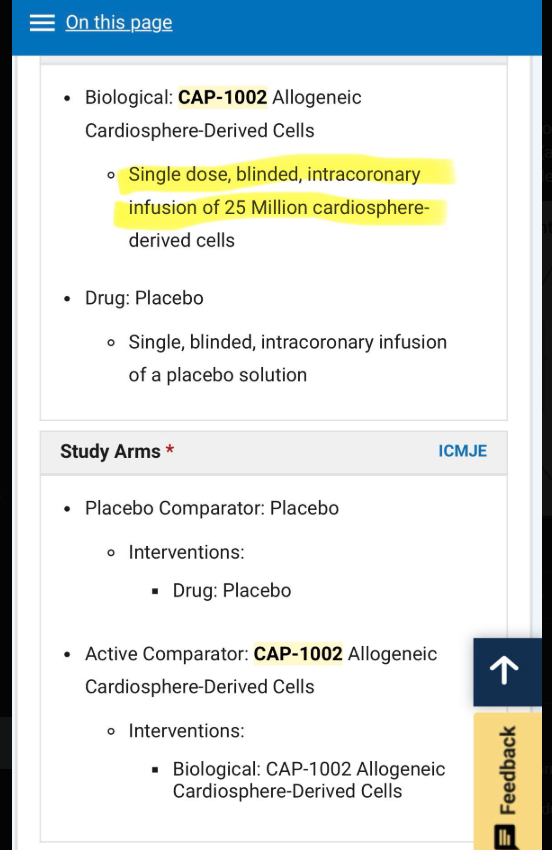 On this page
• Biological: CAP-1002 Allogeneic
Cardiosphere-Derived Cells
◦ Single dose, blinded, intracoronary
infusion of 25 Million cardiosphere-
derived cells
• Drug: Placebo
◦ Single, blinded, intracoronary infusion
of a placebo solution
Study Arms * ICMJE
• Placebo Comparator: Placebo
◦ Interventions:
▪ Drug: Placebo
• Active Comparator: CAP-1002 Allogeneic
Cardiosphere-Derived Cells
◦ Interventions:
▪ Biological: CAP-1002 Allogeneic
Cardiosphere-Derived Cells
Feedback